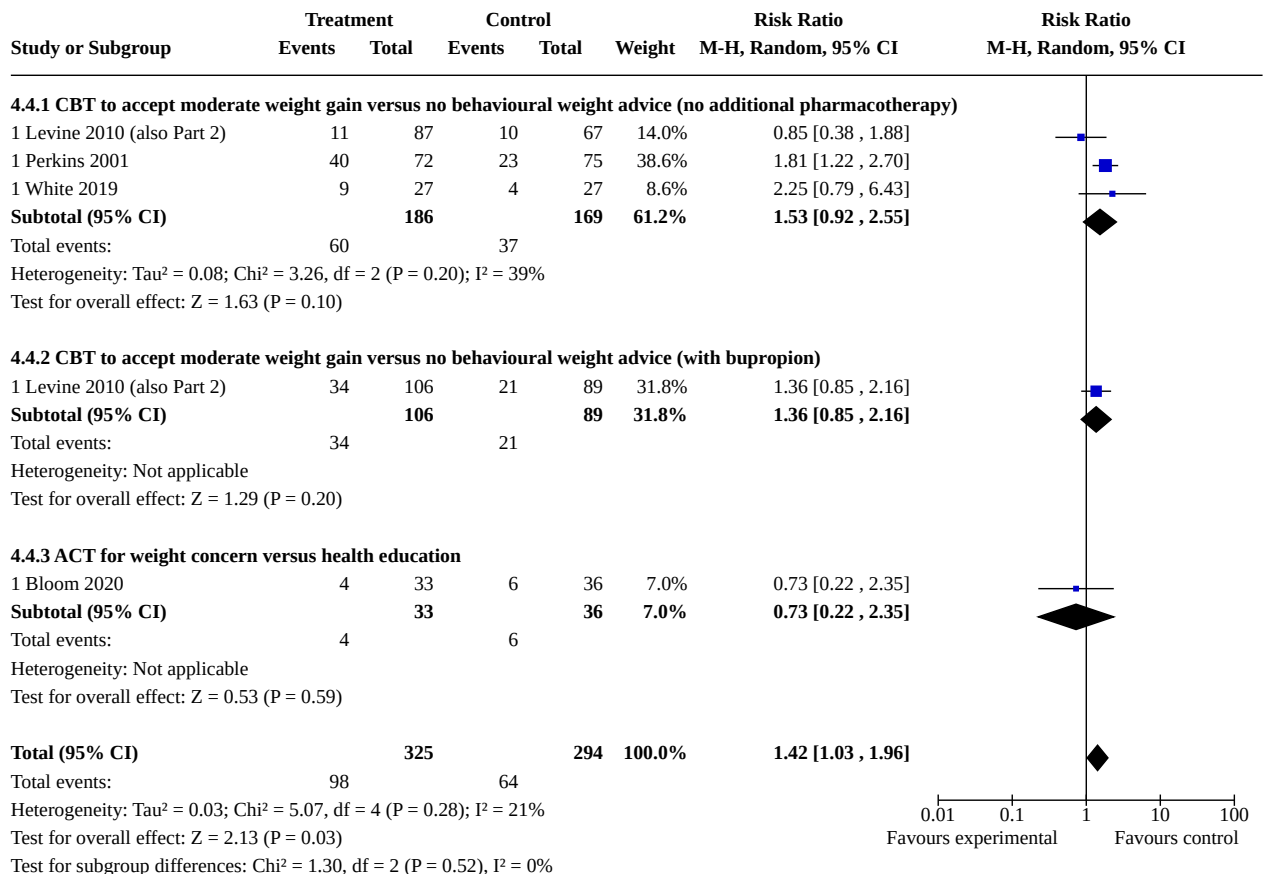 Treatment Control Risk Ratio Risk Ratio
Study or Subgroup Events Total Events Total Weight M-H, Random, 95% CI M-H, Random, 95% CI
4.4.1 CBT to accept moderate weight gain versus no behavioural weight advice (no additional pharmacotherapy)
1 Levine 2010 (also Part 2) 11 87 10 67 14.0% 0.85 [0.38 , 1.88]
1 Perkins 2001 40 72 23 75 38.6% 1.81 [1.22 , 2.70]
1 White 2019 9 27 4 27 8.6% 2.25 [0.79 , 6.43]
Subtotal (95% CI) 186 169 61.2% 1.53 [0.92 , 2.55]
Total events: 60 37
Heterogeneity: Tau² = 0.08; Chi² = 3.26, df = 2 (P = 0.20); I² = 39%
Test for overall effect: Z = 1.63 (P = 0.10)
4.4.2 CBT to accept moderate weight gain versus no behavioural weight advice (with bupropion)
1 Levine 2010 (also Part 2) 34 106 21 89 31.8% 1.36 [0.85 , 2.16]
Subtotal (95% CI) 106 89 31.8% 1.36 [0.85 , 2.16]
Total events: 34 21
Heterogeneity: Not applicable
Test for overall effect: Z = 1.29 (P = 0.20)
4.4.3 ACT for weight concern versus health education
1 Bloom 2020 4 33 6 36 7.0% 0.73 [0.22 , 2.35]
Subtotal (95% CI) 33 36 7.0% 0.73 [0.22 , 2.35]
Total events: 4 6
Heterogeneity: Not applicable
Test for overall effect: Z = 0.53 (P = 0.59)
Total (95% CI) 325 294 100.0% 1.42 [1.03 , 1.96]
Total events: 98 64
Heterogeneity: Tau² = 0.03; Chi² = 5.07, df = 4 (P = 0.28); I² = 21%
Test for overall effect: Z = 2.13 (P = 0.03)
Test for subgroup differences: Chi² = 1.30, df = 2 (P = 0.52), I² = 0%
0.01 0.1 1 10 100
Favours experimental Favours control